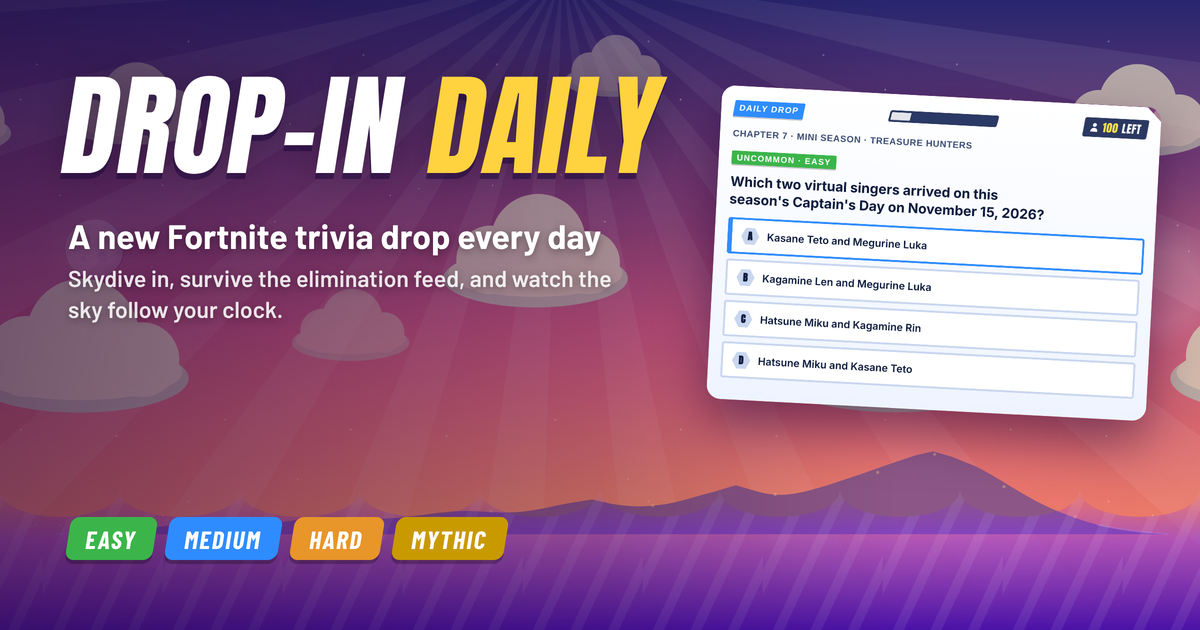 DROP-IN DAILY
A new Fortnite trivia drop every day
Skydive in, survive the elimination feed, and watch the
sky follow your clock.
EASY
MEDIUM
HARD
MYTHIC
DAILY DROP
100 LEFT
CHAPTER 7 · MINI SEASON · TREASURE HUNTERS
UNCOMMON · EASY
Which two virtual singers arrived on this
season's Captain's Day on November 15, 2026?
A Kasane Teto and Megurine Luka
B Kagamine Len and Megurine Luka
C Hatsune Miku and Kagamine Rin
D Hatsune Miku and Kasane Teto